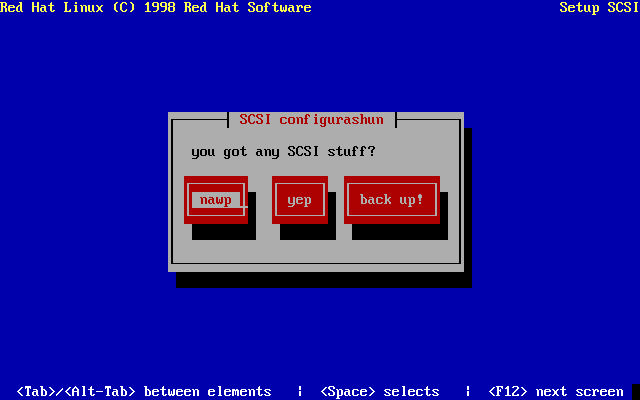 Red Hat Linux (C) 1998 Red Hat Software Setup SCSI
SCSI configurashun
you got any SCSI stuff?
nawp yep back up!
<Tab>/<Alt-Tab> between elements | <Space> selects | <F12> next screen